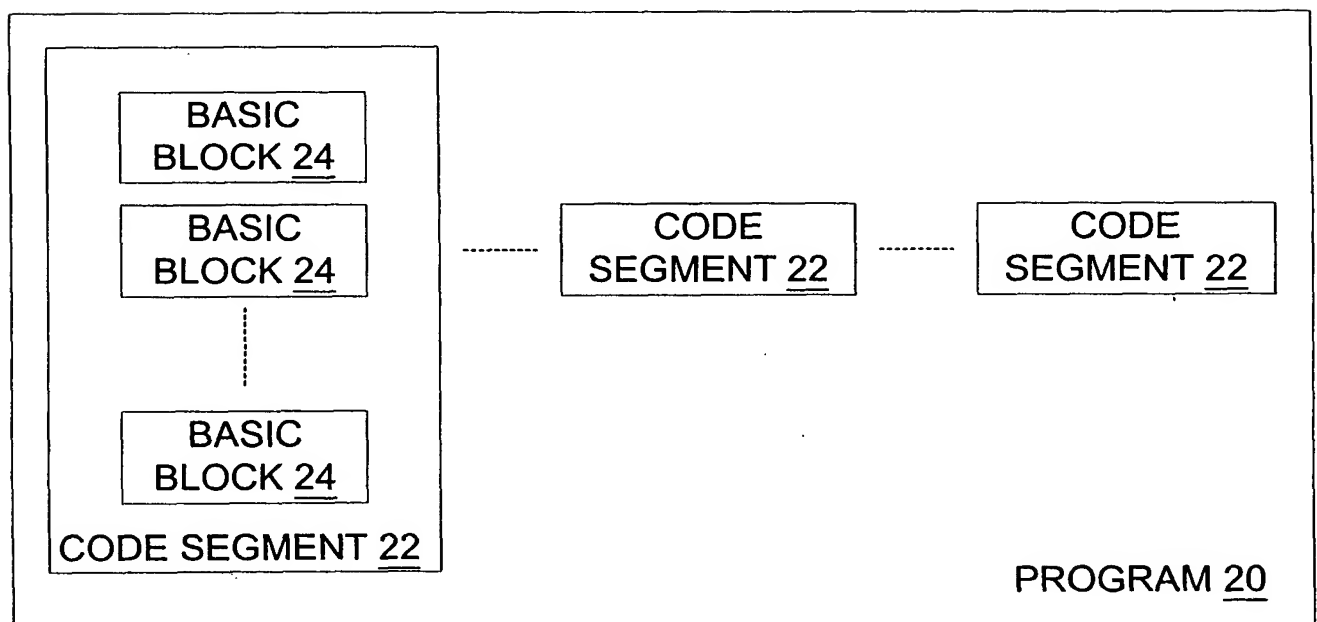 BASIC
BLOCK 24
BASIC
BLOCK 24
BASIC
BLOCK 24
CODE SEGMENT 22
CODE
SEGMENT 22
CODE
SEGMENT 22
PROGRAM 20